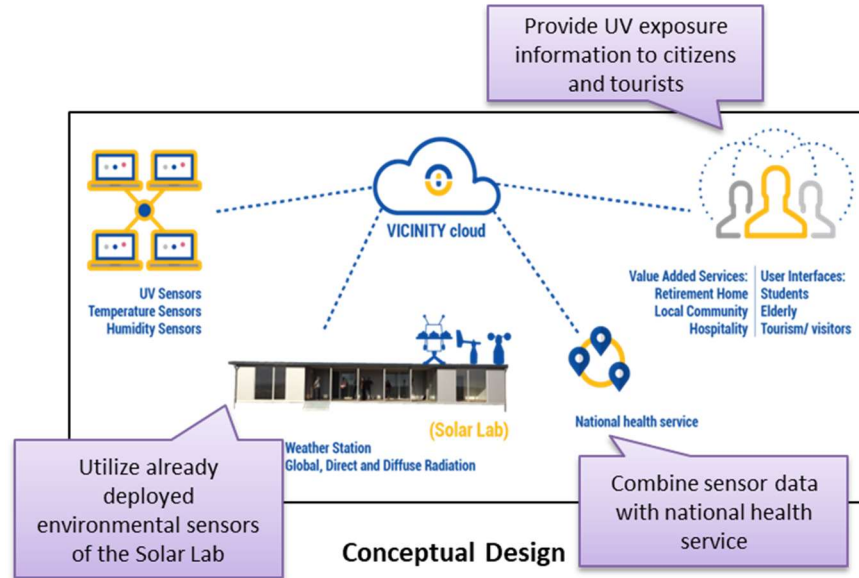 Provide UV exposure
information to citizens
and tourists
VICINITY cloud
UV Sensors
Temperature Sensors
Humidity Sensors
Value Added Services:
Retirement Home
Local Community
Hospitality
User Interfaces:
Students
Elderly
Tourism/ visitors
(Solar Lab)
National health service
Weather Station
Global, Direct and Diffuse Radiation
Utilize already
deployed
environmental sensors
of the Solar Lab
Combine sensor data
with national health
service
Conceptual Design